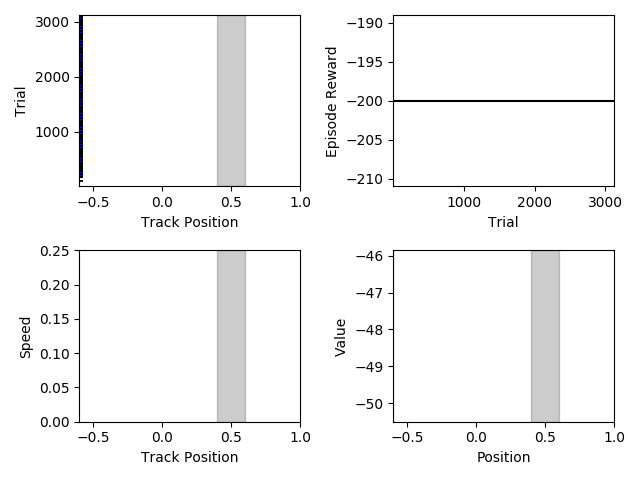 3000
2000
1000
Trial
−0.5 0.0 0.5 1.0
Track Position
−190
−195
−200
−205
−210
Episode Reward
1000 2000 3000
Trial
0.25
0.20
0.15
0.10
0.05
0.00
Speed
−0.5 0.0 0.5 1.0
Track Position
−46
−47
−48
−49
−50
Value
−0.5 0.0 0.5 1.0
Position